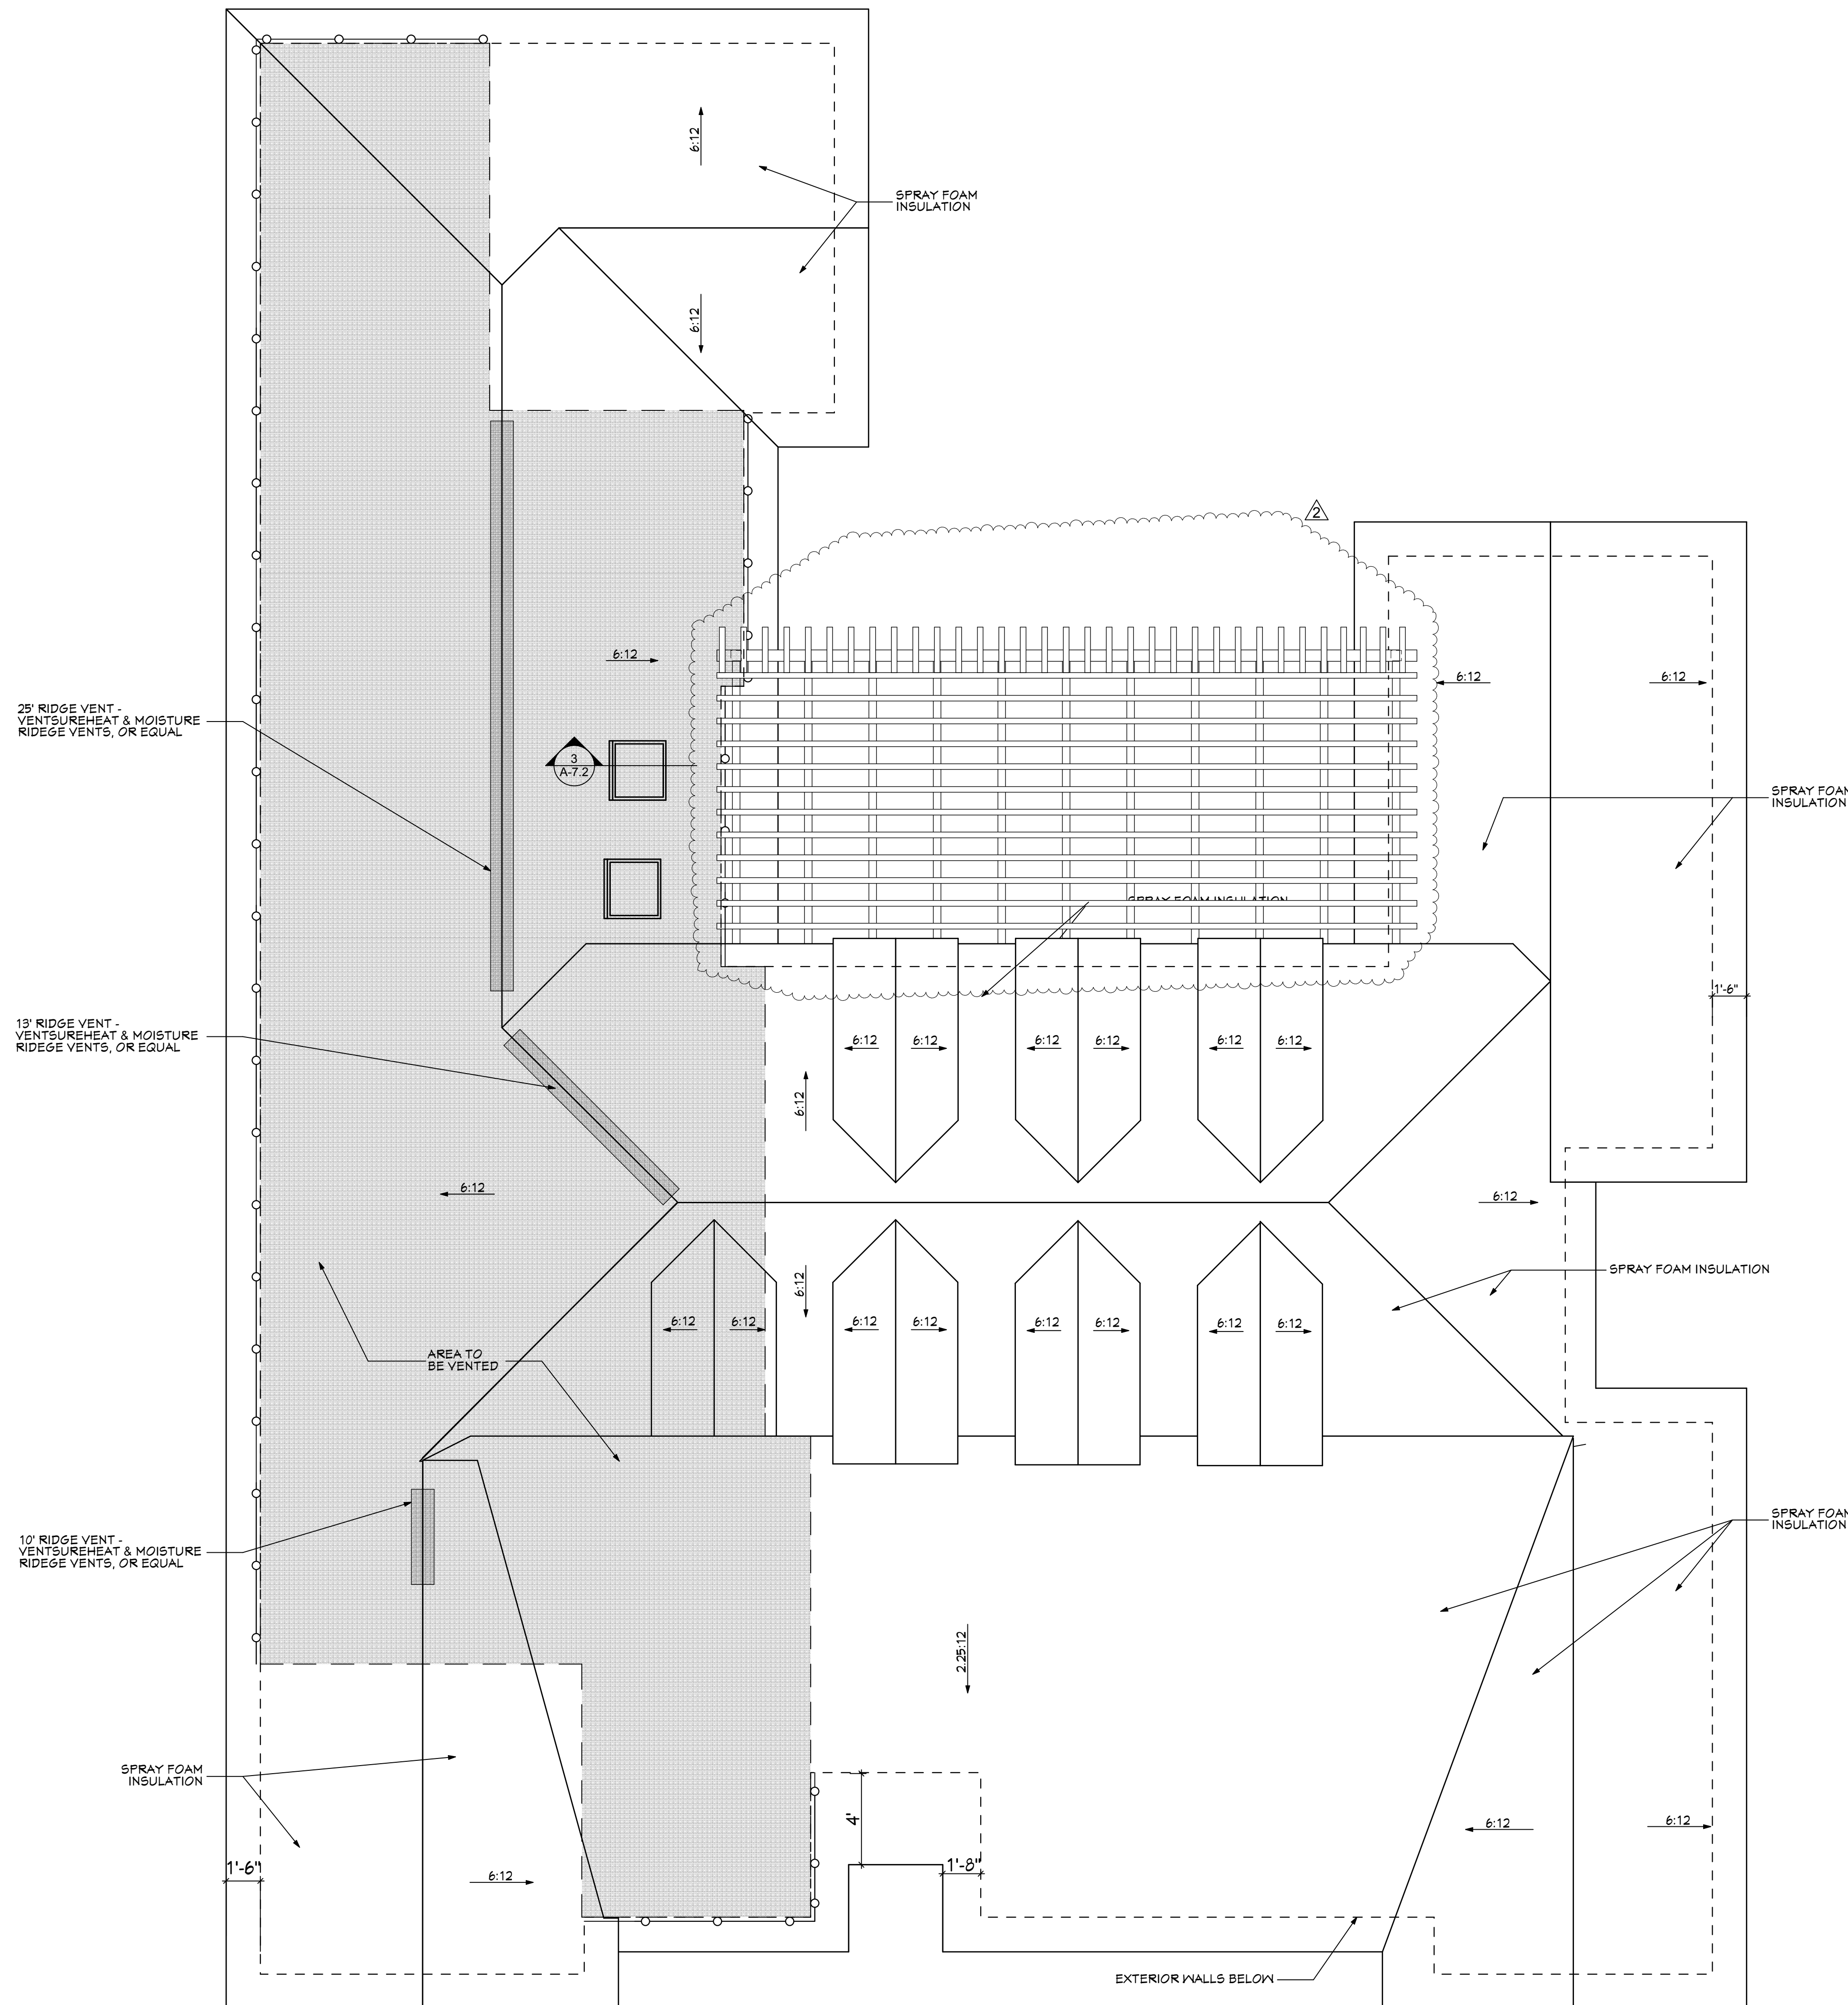 6:12
SPRAY FOAM
INSULATION
6:12
2
6:12
6:12
6:12
25' RIDGE VENT -
VENTSUREHEAT & MOISTURE
RIDEGE VENTS, OR EQUAL
3
A-7.2
SPRAY FOAM
INSULATION
SPRAY FOAM INSULATION
1'-6"
13' RIDGE VENT -
VENTSUREHEAT & MOISTURE
RIDEGE VENTS, OR EQUAL
6:12
6:12
6:12
6:12
6:12
6:12
6:12
6:12
6:12
SPRAY FOAM INSULATION
6:12
6:12
6:12
6:12
6:12
6:12
6:12
6:12
6:12
AREA TO
BE VENTED
10' RIDGE VENT -
VENTSUREHEAT & MOISTURE
RIDEGE VENTS, OR EQUAL
SPRAY FOAM
INSULATION
2.25:12
SPRAY FOAM
INSULATION
4'
6:12
6:12
1'-6"
1'-8"
6:12
EXTERIOR WALLS BELOW